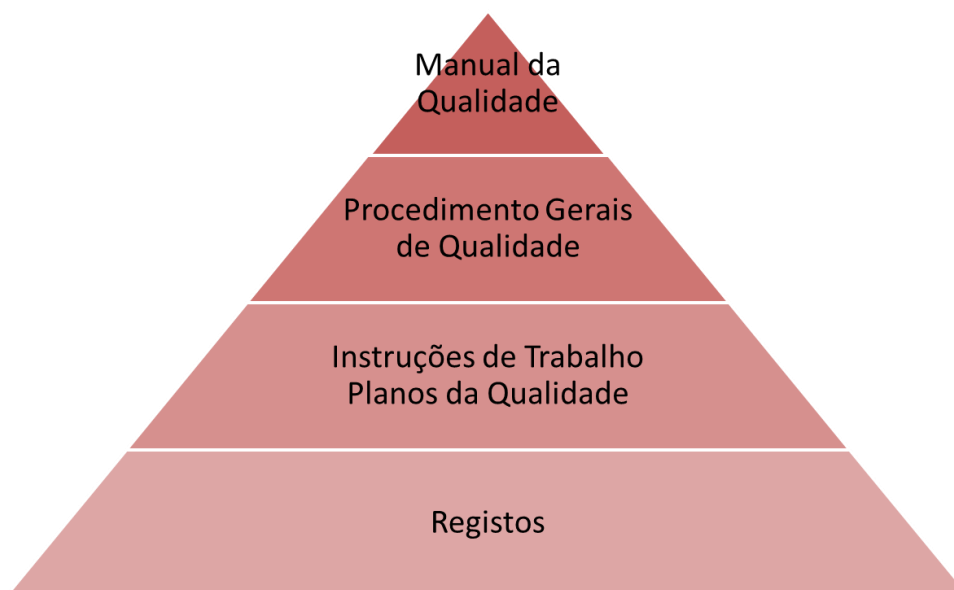 Manual da
Qualidade
Procedimento Gerais
de Qualidade
Instruções de Trabalho
Planos da Qualidade
Registos